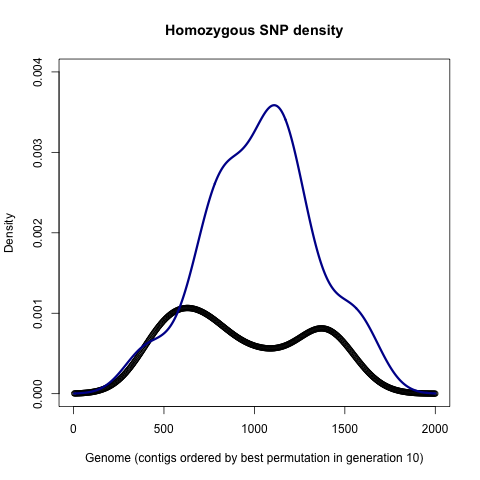 Homozygous SNP density
Density
0.004
0.003
0.002
0.001
0.000
0 500 1000 1500 2000
Genome (contigs ordered by best permutation in generation 10)